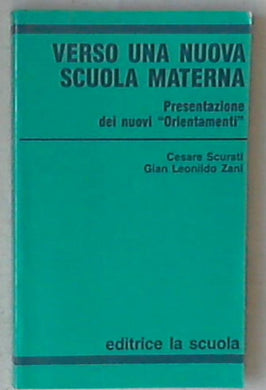 VERSO UNA NUOVA
SCUOLA MATERNA
Presentazione
dei nuovi "Orientamenti"
Cesare Scurati
Gian Leonildo Zani
editrice la scuola